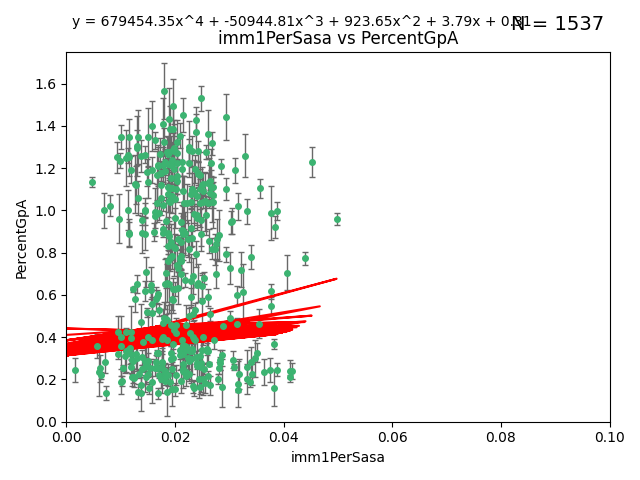 y = 679454.35x^4 + -50944.81x^3 + 923.65x^2 + 3.79x + 0.31
N = 1537
imm1PerSasa vs PercentGpA
PercentGpA
1.6
1.4
1.2
1.0
0.8
0.6
0.4
0.2
0.0
0.00 0.02 0.04 0.06 0.08 0.10
imm1PerSasa